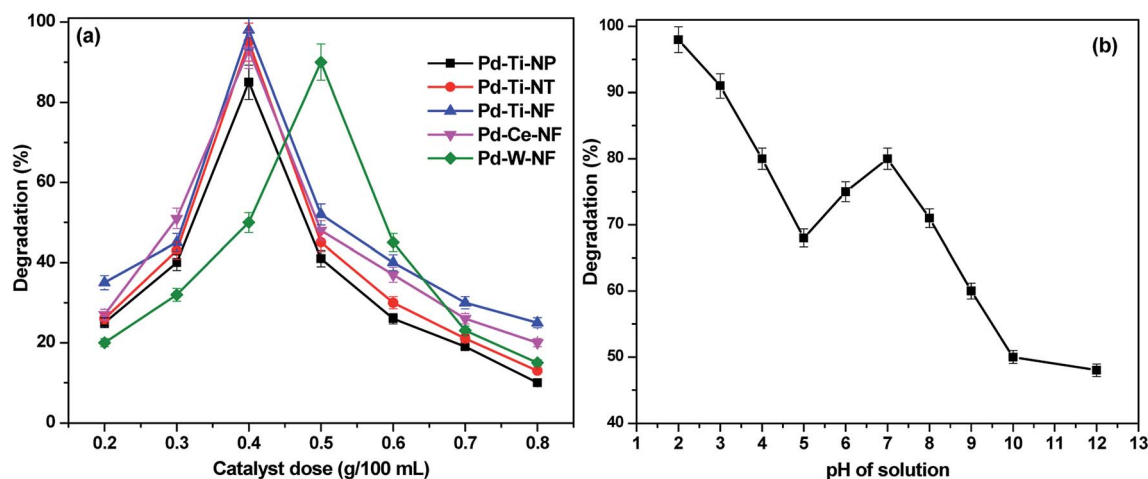 (a)
Pd-Ti-NP
Pd-Ti-NT
Pd-Ti-NF
Pd-Ce-NF
Pd-W-NF
Degradation (%)
100
80
60
40
20
0
0.2 0.3 0.4 0.5 0.6 0.7 0.8
Catalyst dose (g/100 mL)
(b)
Degradation (%)
100
90
80
70
60
50
40
1 2 3 4 5 6 7 8 9 10 11 12 13
pH of solution